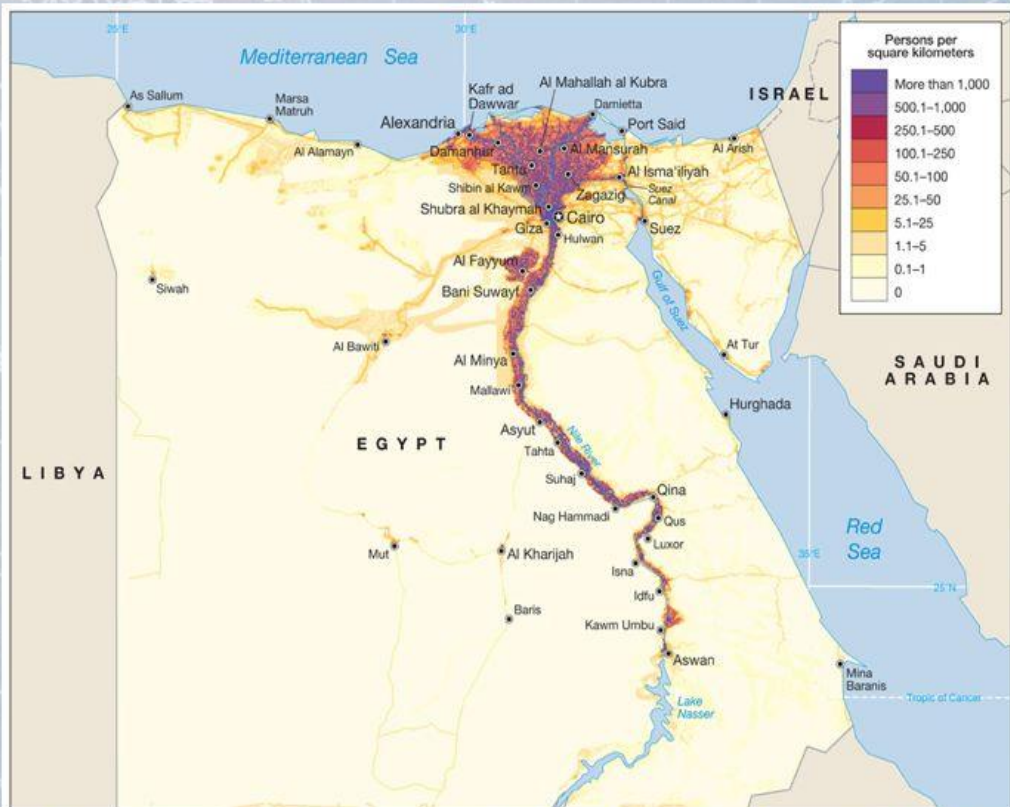 25°E
30°E
Mediterranean Sea
Persons per
square kilometers
More than 1,000
500.1–1,000
250.1–500
100.1–250
50.1–100
25.1–50
5.1–25
1.1–5
0.1–1
0
As Sallum
Marsa
Matruh
Al Alamayn
Alexandria
Kafr ad
Dawwar
Al Mahallah al Kubra
Damietta
Port Said
ISRAEL
Al Arish
Damanhur
Al Mansurah
Tanta
Al Isma'iliyah
Shibin al Kawm
Zagazig
Suez
Canal
Shubra al Khaymah
Cairo
Giza
Hulwan
Suez
Al Fayyum
Bani Suwayf
Gulf of Suez
Siwah
Al Bawiti
Al Minya
At Tur
SAUDI
ARABIA
Mallawi
Hurghada
Asyut
Nile River
EGYPT
Tahta
LIBYA
Suhaj
Qina
Nag Hammadi
Qus
Red
Sea
Luxor
Mut
Al Kharijah
35°E
Isna
25°N
Idfu
Baris
Kawm Umbu
Aswan
Mina
Baranis
Lake
Nasser
Tropic of Cancer